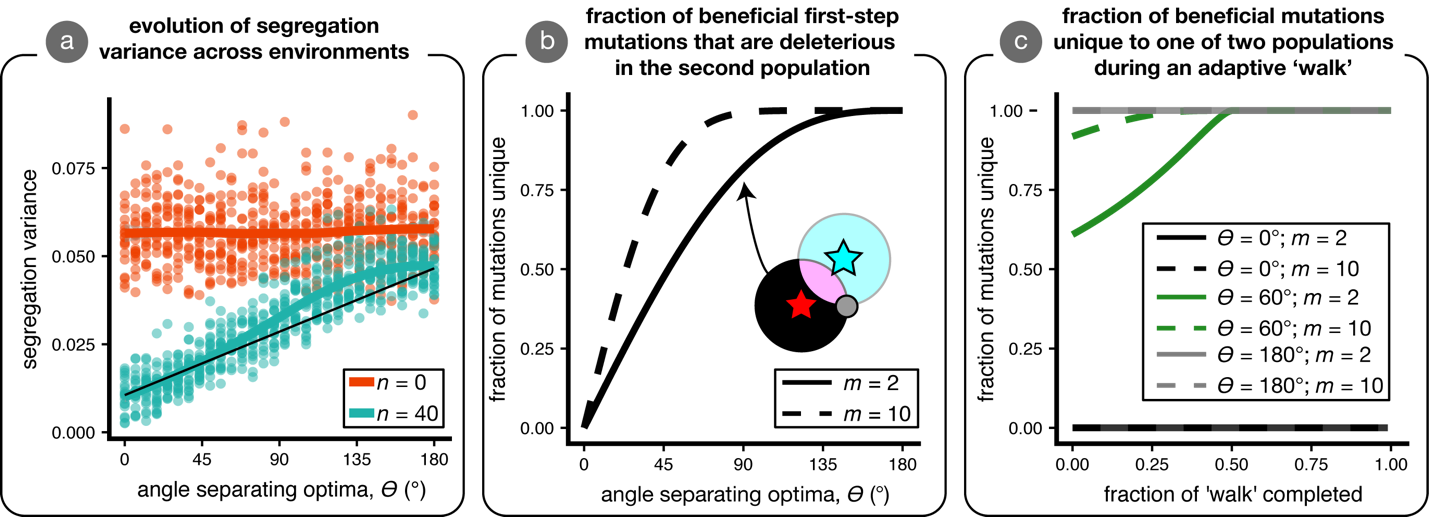 a
evolution of segregation
variance across environments
segregation variance
0.075
0.050
0.025
0.000
0
45
90
135
180
angle separating optima, Θ (°)
n = 0
n = 40
b
fraction of beneficial first-step
mutations that are deleterious
in the second population
fraction of mutations unique
1.00
0.75
0.50
0.25
0.00
0
45
90
135
180
angle separating optima, Θ (°)
m = 2
m = 10
c
fraction of beneficial mutations
unique to one of two populations
during an adaptive ‘walk’
fraction of mutations unique
1.00
0.75
0.50
0.25
0.00
0.00
0.25
0.50
0.75
1.00
fraction of 'walk' completed
Θ = 0°; m = 2
Θ = 0°; m = 10
Θ = 60°; m = 2
Θ = 60°; m = 10
Θ = 180°; m = 2
Θ = 180°; m = 10